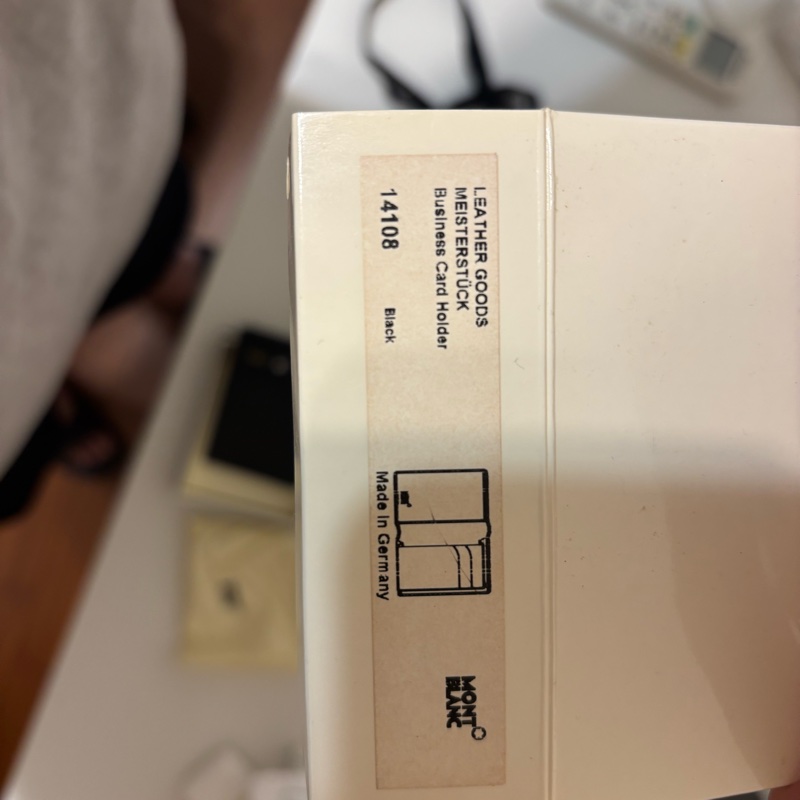 LEATHER GOODS
MEISTERSTÜCK
Business Card Holder
14108 Black
Made in Germany
MONT
BLANC